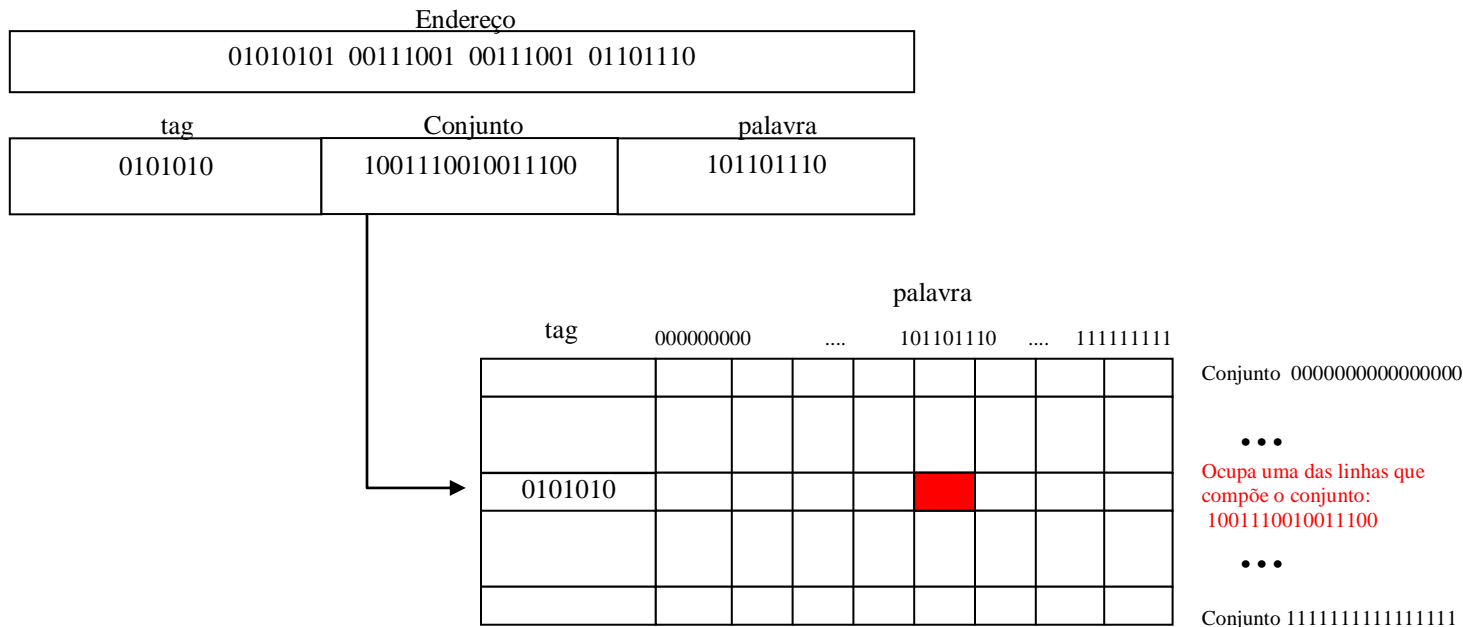 Endereço
01010101 00111001 00111001 01101110
tag Conjunto palavra
0101010 1001110010011100 101101110
palavra
tag 000000000 .... 101101110 .... 111111111
Conjunto 0000000000000000
...
0101010
Ocupa uma das linhas que
compõe o conjunto:
1001110010011100
...
Conjunto 1111111111111111